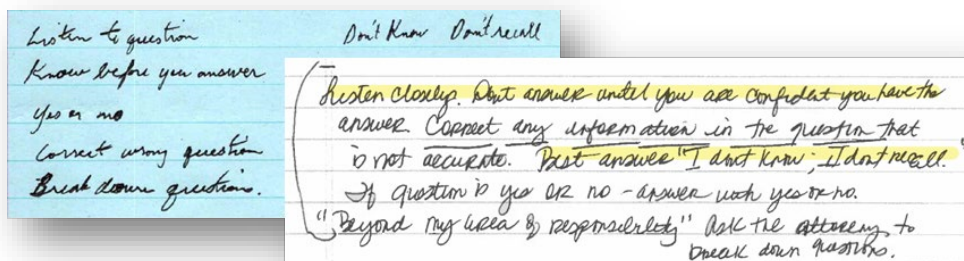 Listen to question
Don't Know Don't recall
Know before you answer
Yes or no
Correct wrong question
Break down questions.
Listen closely. Dont answer until you are confident you have the
answer. Correct any information in the question that
is not accurate. Best answer "I dont know; I dont recall."
If question is yes or no - answer with yes or no.
"Beyond my area of responsibility" Ask the attorney to
break down questions.